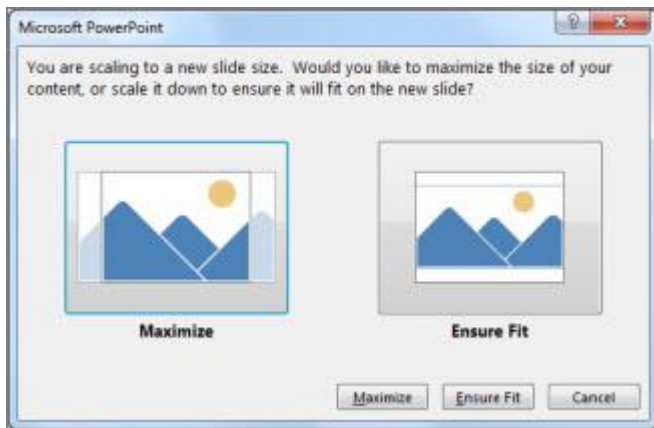 Microsoft PowerPoint
You are scaling to a new slide size. Would you like to maximize the size of your
content, or scale it down to ensure it will fit on the new slide?
Maximize
Ensure Fit
Maximize
Ensure Fit
Cancel